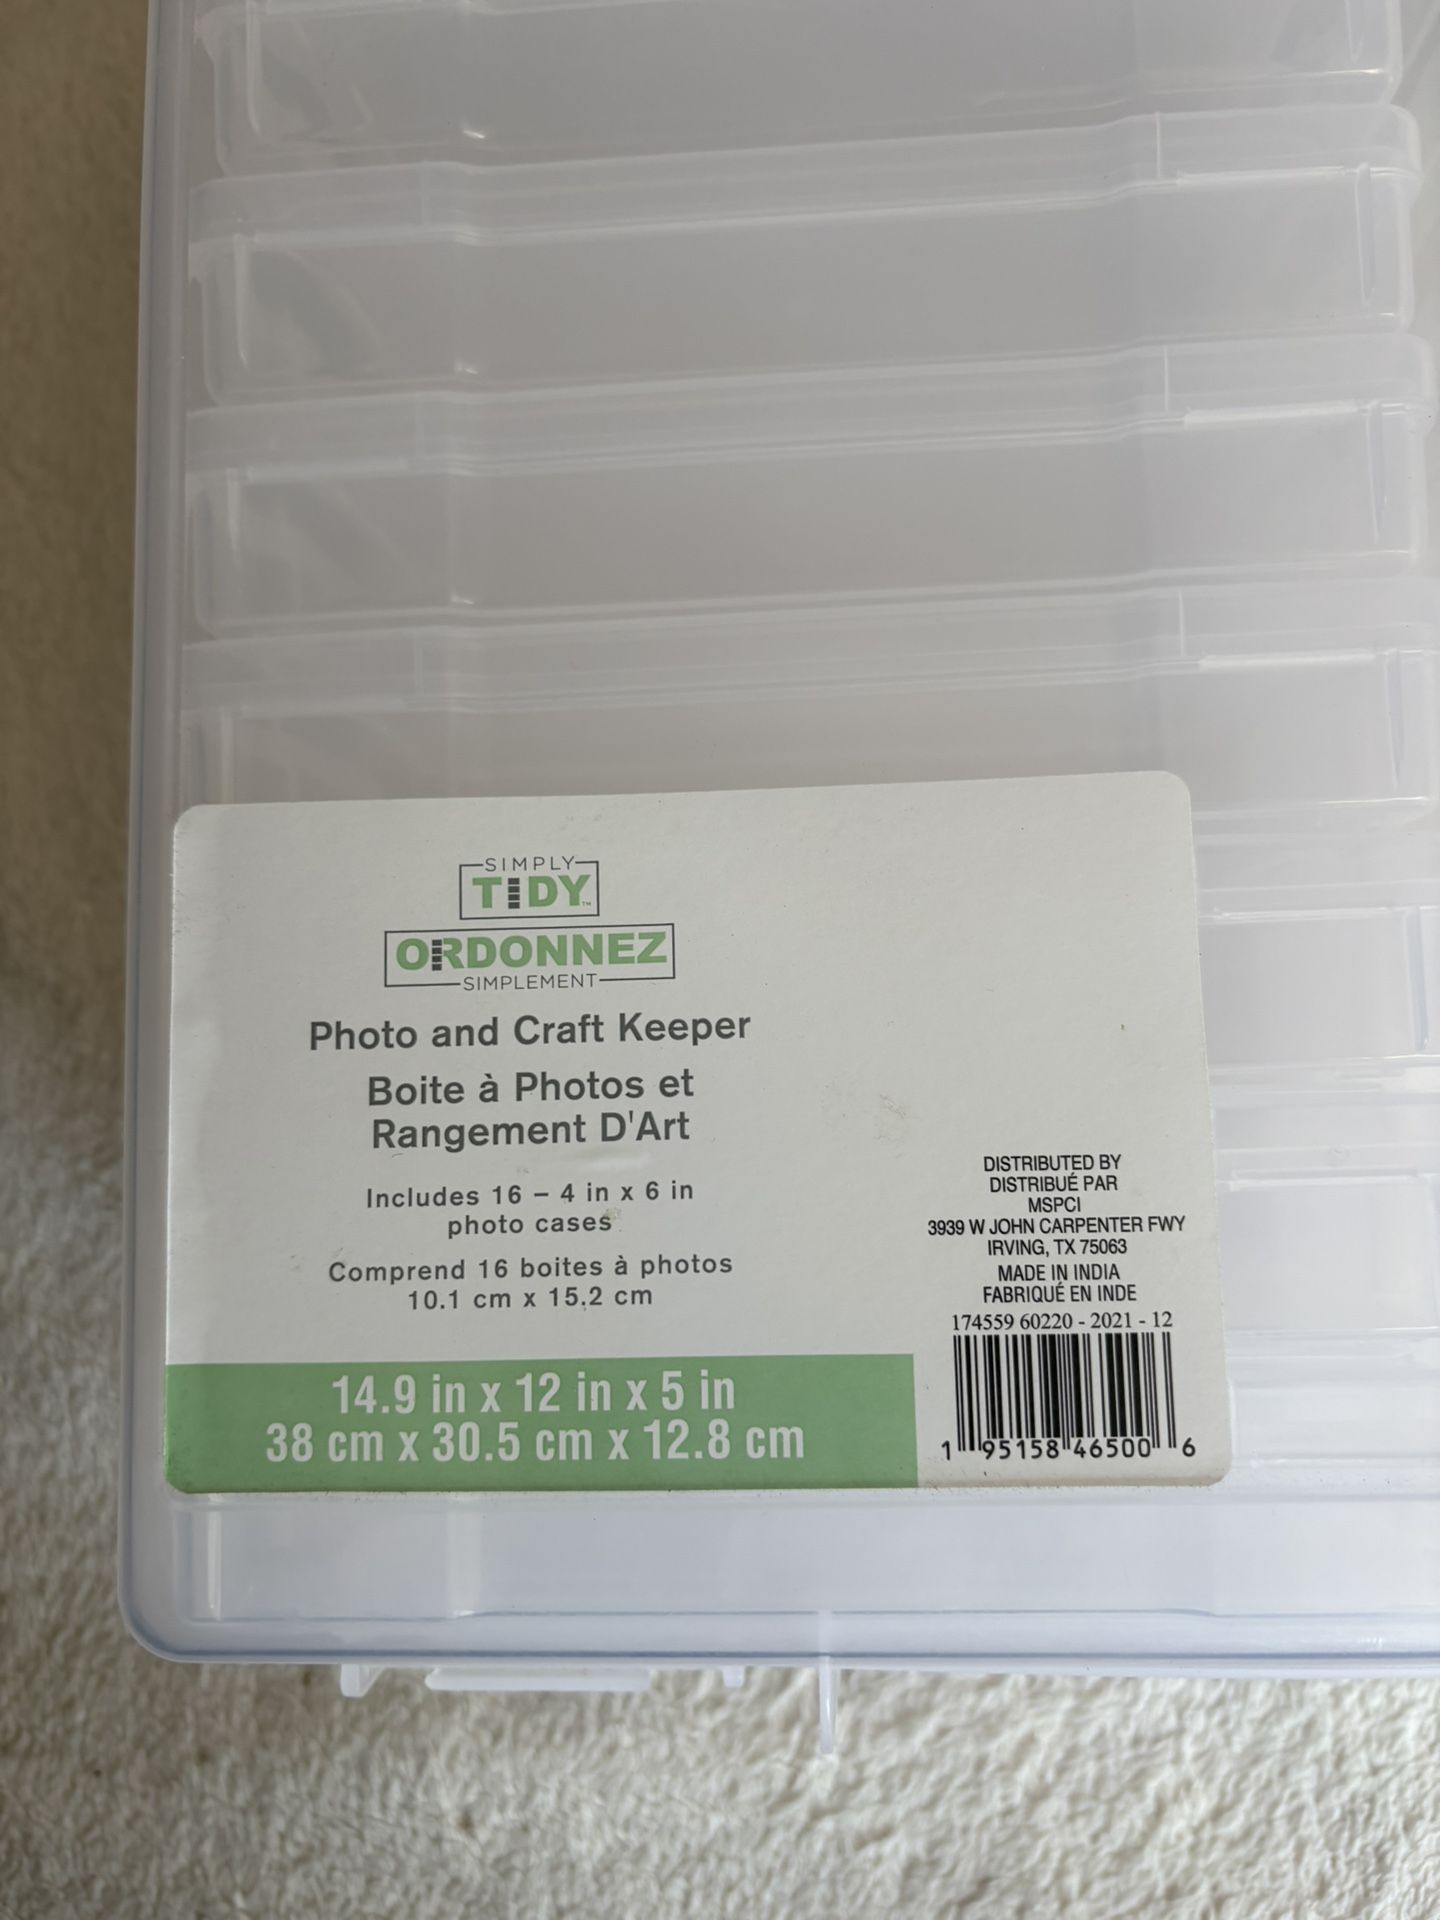 SIMPLY
TIDY™
ORDONNEZ
SIMPLEMENT
Photo and Craft Keeper
Boite à Photos et
Rangement D'Art
Includes 16 – 4 in x 6 in
photo cases
Comprend 16 boites à photos
10.1 cm x 15.2 cm
14.9 in x 12 in x 5 in
38 cm x 30.5 cm x 12.8 cm
DISTRIBUTED BY
DISTRIBUÉ PAR
MSPCI
3939 W JOHN CARPENTER FWY
IRVING, TX 75063
MADE IN INDIA
FABRIQUÉ EN INDE
174559 60220 - 2021 - 12
1 95158 46500 6